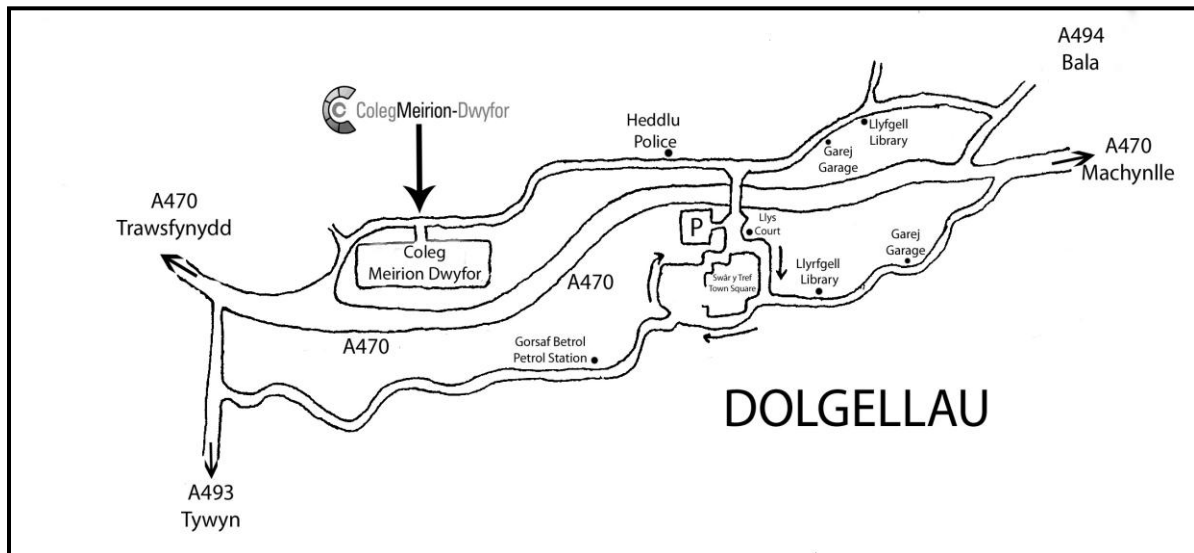 A494
Bala
ColegMeirion-Dwyfor
Heddlu
Police
Llyfgell
Library
Garej
Garage
A470
Machynlle
A470
Trawsfynydd
Coleg
Meirion Dwyfor
P
Llys
Court
Garej
Garage
A470
Swâr y Tref
Town Square
Llyrfgell
Library
A470
Gorsaf Betrol
Petrol Station
DOLGELLAU
A493
Tywyn